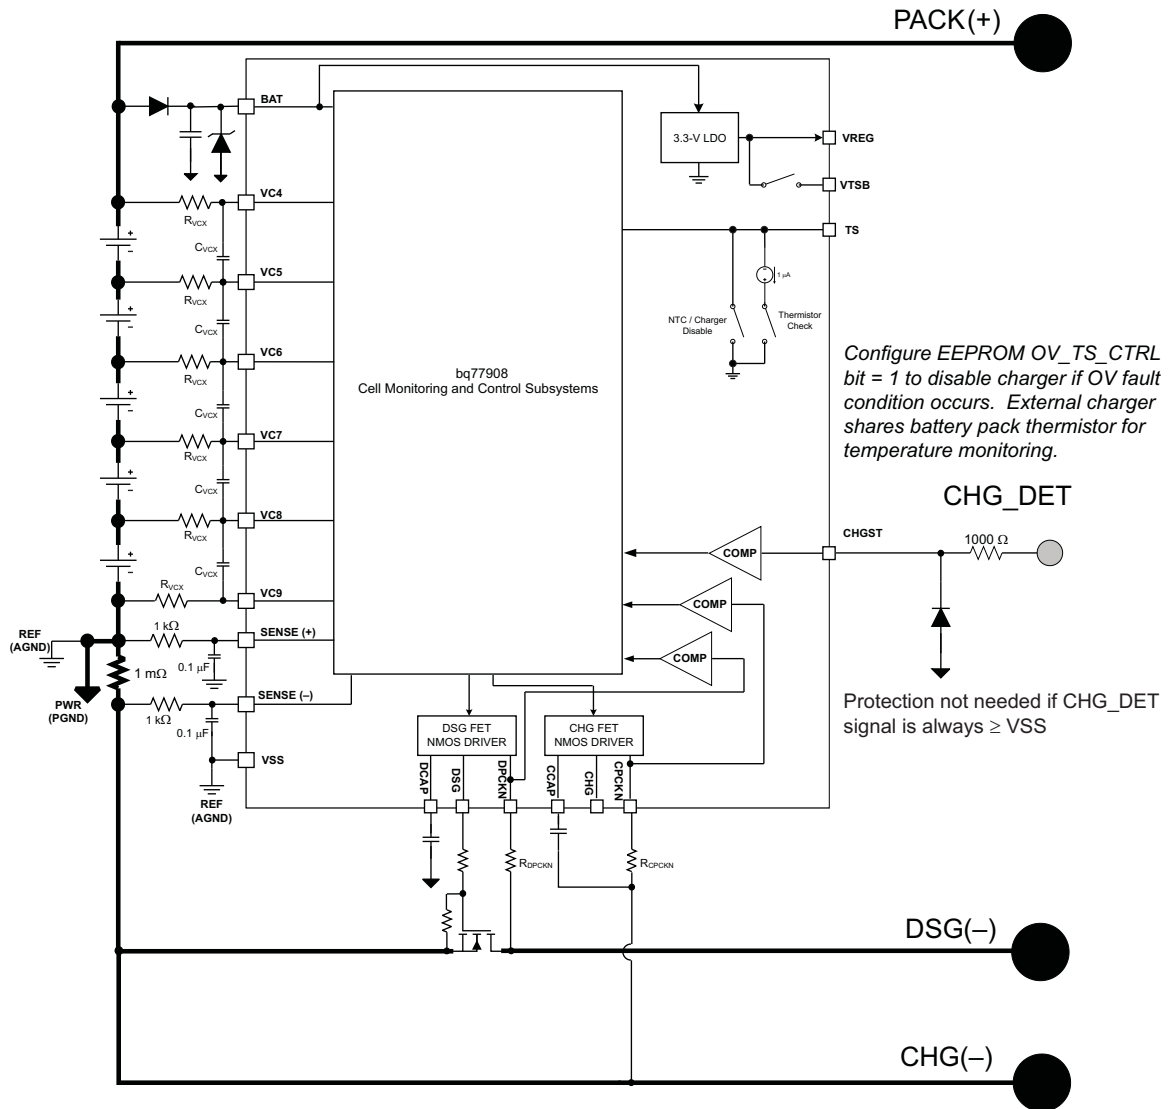 PACK(+)
BAT
3.3-V LDO
VREG
VTSB
VC4
RVCX
CVCX
TS
+
-
VC5
RVCX
CVCX
-
+
1 μA
NTC / Charger
Disable
Thermistor
Check
+
-
VC6
RVCX
CVCX
bq77908
Cell Monitoring and Control Subsystems
Configure EEPROM OV_TS_CTRL
bit = 1 to disable charger if OV fault
condition occurs. External charger
shares battery pack thermistor for
temperature monitoring.
+
-
VC7
RVCX
CVCX
+
-
VC8
RVCX
CVCX
+
-
CHG_DET
CHGST
1000 Ω
COMP
COMP
COMP
RVCX
VC9
REF
(AGND)
1 kΩ
SENSE (+)
0.1 μF
1 mΩ
PWR
(PGND)
SENSE (–)
1 kΩ
0.1 μF
VSS
REF
(AGND)
Protection not needed if CHG_DET
signal is always ≥ VSS
DSG FET
NMOS DRIVER
CHG FET
NMOS DRIVER
DCAP
DSG
DPCKN
CCAP
CHG
CPCKN
RDPCKN
RCPCKN
DSG(–)
CHG(–)